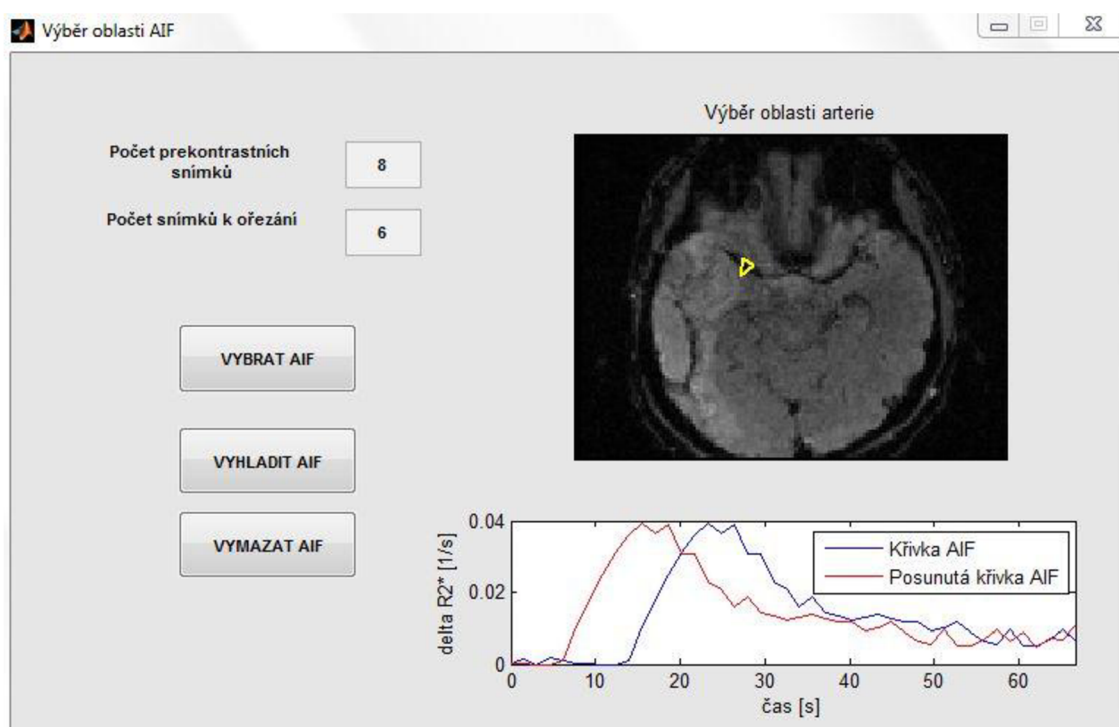 Výběr oblasti AIF
Počet prekontrastních
snímků
8
Počet snímků k ořezání
6
VYBRAT AIF
VYHLADIT AIF
VYMAZAT AIF
Výběr oblasti arterie
delta R2* [1/s]
0.04
0.02
0
Křivka AIF
Posunutá křivka AIF
0 10 20 30 40 50 60
čas [s]